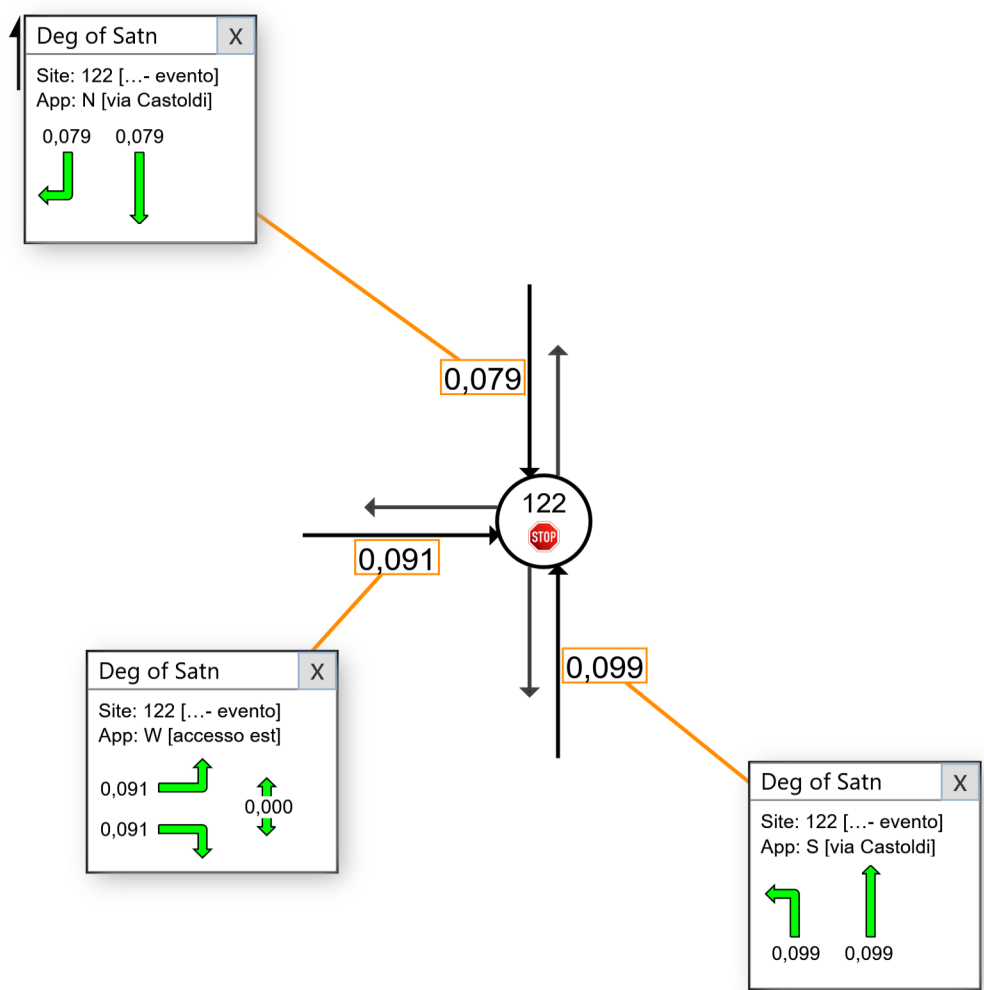 Deg of Satn X
Site: 122 [...- evento]
App: N [via Castoldi]
0,079 0,079
0,079
122
STOP
0,091
0,099
Deg of Satn X
Site: 122 [...- evento]
App: W [accesso est]
0,091
0,000
0,091
Deg of Satn X
Site: 122 [...- evento]
App: S [via Castoldi]
0,099 0,099